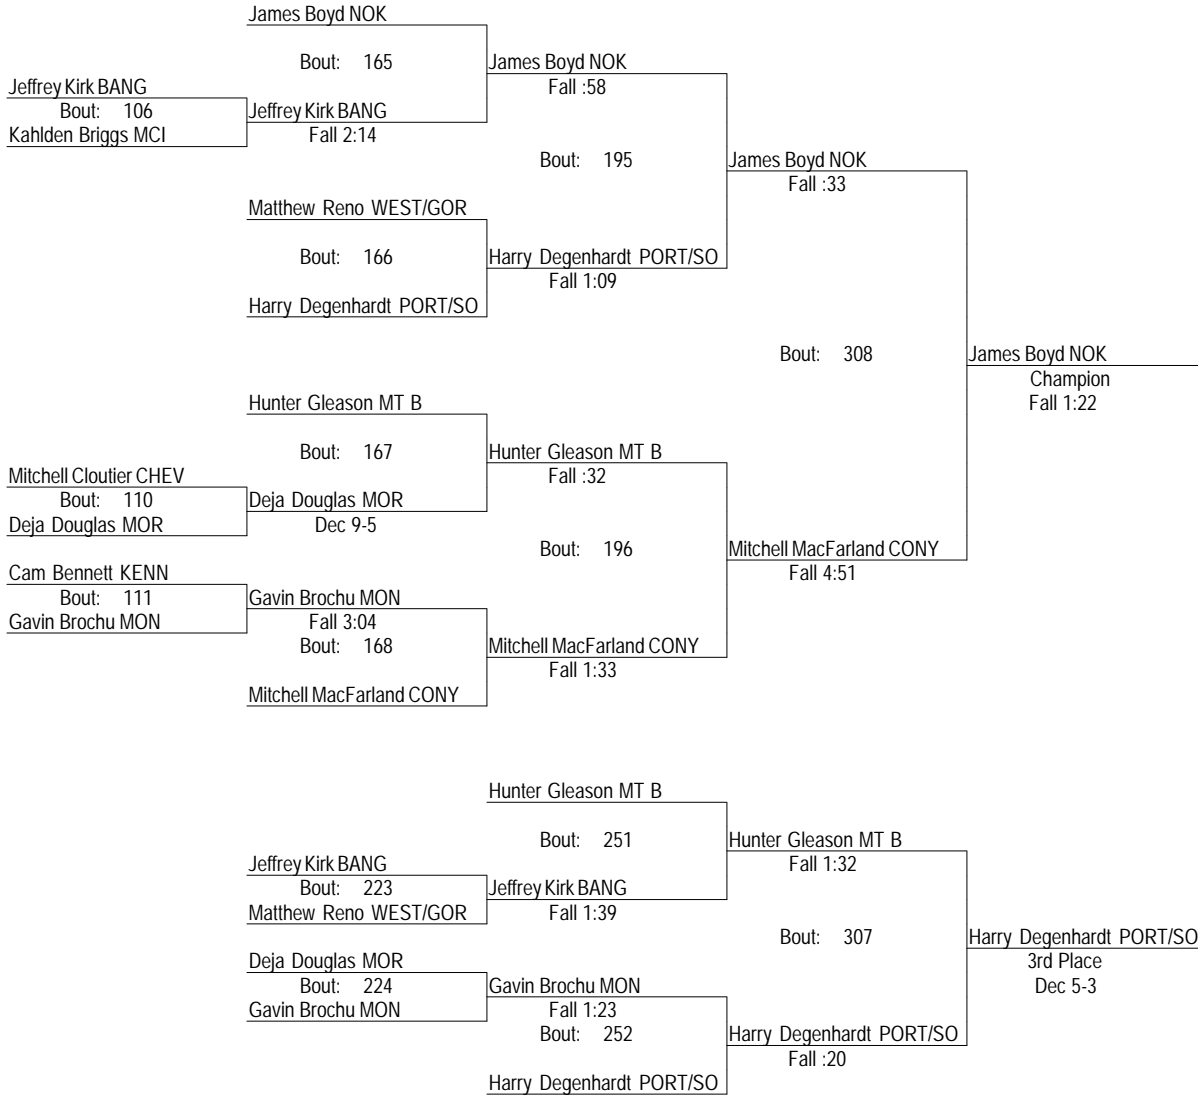 James Boyd NOK
Bout: 165
James Boyd NOK
Jeffrey Kirk BANG
Fall :58
Bout: 106
Jeffrey Kirk BANG
Kahlden Briggs MCI
Fall 2:14
Bout: 195
James Boyd NOK
Fall :33
Matthew Reno WEST/GOR
Bout: 166
Harry Degenhardt PORT/SO
Fall 1:09
Harry Degenhardt PORT/SO
Bout: 308
James Boyd NOK
Champion
Fall 1:22
Hunter Gleason MT B
Bout: 167
Hunter Gleason MT B
Fall :32
Mitchell Cloutier CHEV
Bout: 110
Deja Douglas MOR
Deja Douglas MOR
Dec 9-5
Bout: 196
Mitchell MacFarland CONY
Fall 4:51
Cam Bennett KENN
Bout: 111
Gavin Brochu MON
Gavin Brochu MON
Fall 3:04
Bout: 168
Mitchell MacFarland CONY
Fall 1:33
Mitchell MacFarland CONY
Hunter Gleason MT B
Bout: 251
Hunter Gleason MT B
Fall 1:32
Jeffrey Kirk BANG
Bout: 223
Jeffrey Kirk BANG
Matthew Reno WEST/GOR
Fall 1:39
Bout: 307
Harry Degenhardt PORT/SO
3rd Place
Dec 5-3
Deja Douglas MOR
Bout: 224
Gavin Brochu MON
Gavin Brochu MON
Fall 1:23
Bout: 252
Harry Degenhardt PORT/SO
Fall :20
Harry Degenhardt PORT/SO